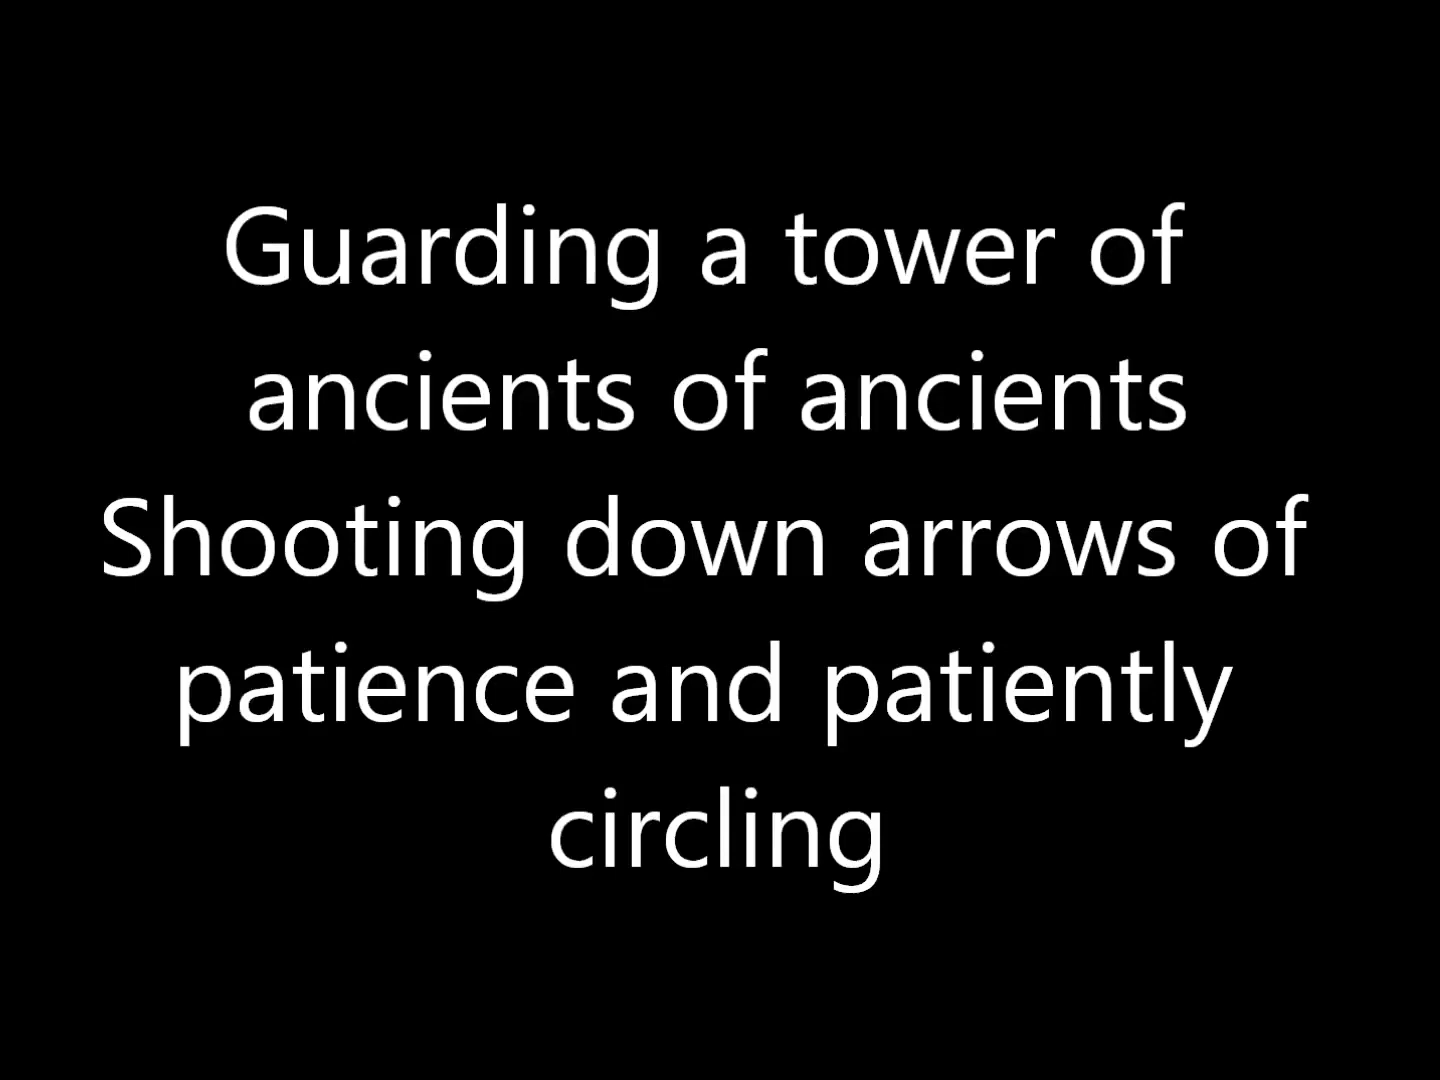 Guarding a tower of
ancients of ancients
Shooting down arrows of
patience and patiently
circling